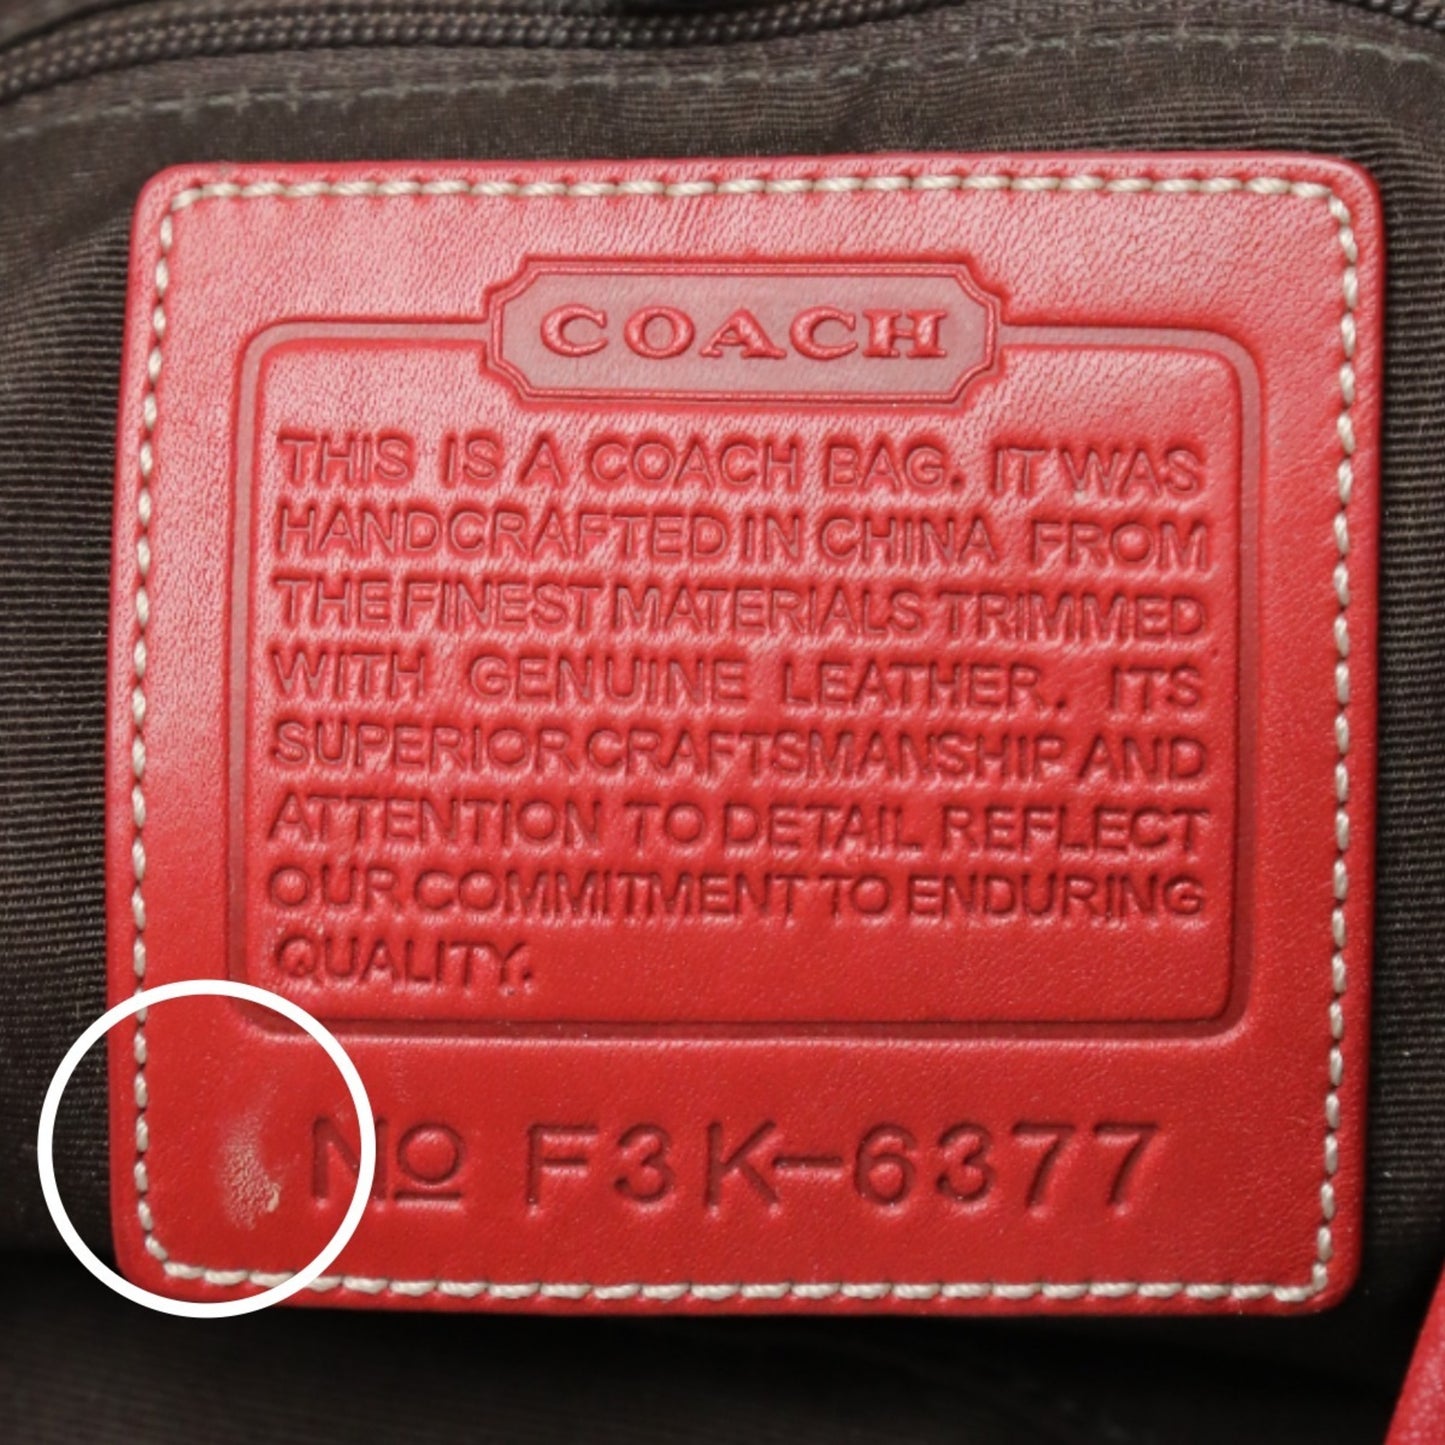 COACH
THIS IS A COACH BAG. IT WAS
HANDCRAFTED IN CHINA FROM
THE FINEST MATERIALS TRIMMED
WITH GENUINE LEATHER. ITS
SUPERIOR CRAFTSMANSHIP AND
ATTENTION TO DETAIL REFLECT
OUR COMMITMENT TO ENDURING
QUALITY.
No F3K-6377